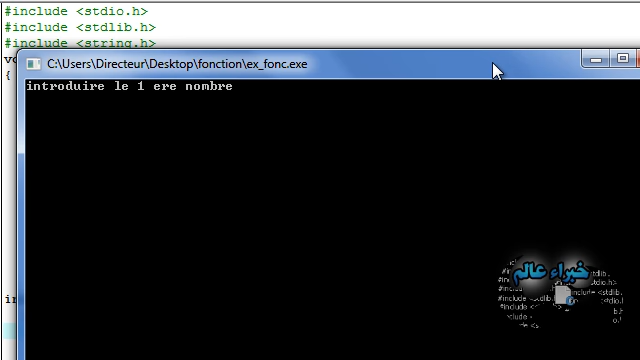 #include <stdio.h>
#include <stdlib.h>
#include <string.h>
{
C:\Users\Directeur\Desktop\fonction\ex_fonc.exe
introduire le 1 ere nombre
خبراء عالم